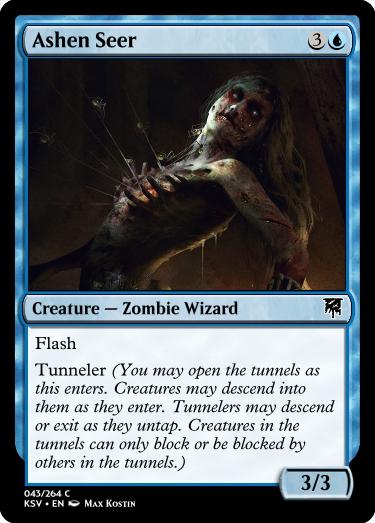 Ashen Seer 3
Creature — Zombie Wizard
Flash
Tunneler (You may open the tunnels as
this enters. Creatures may descend into
them as they enter. Tunnelers may descend
or exit as they untap. Creatures in the
tunnels can only block or be blocked by
others in the tunnels.)
3/3
043/264 C
KSV • EN Max Kostin